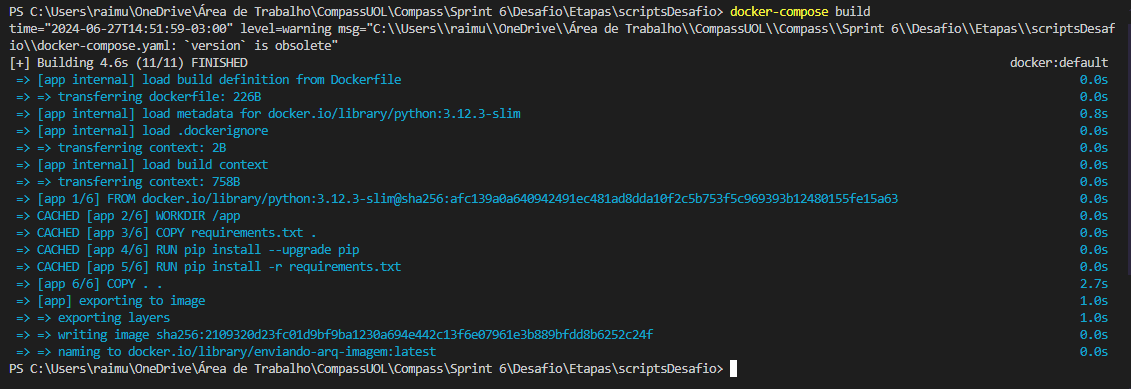 PS C:\Users\raimu\OneDrive\Área de Trabalho\CompassUOL\Compass\Sprint 6\Desafio\Etapas\scriptsDesafio> docker-compose build
time="2024-06-27T14:51:59-03:00" level=warning msg="C:\\Users\\raimu\\OneDrive\\Área de Trabalho\\CompassUOL\\Compass\\Sprint 6\\Desafio\\Etapas\\scriptsDesaf
io\\docker-compose.yaml: `version` is obsolete"
[+] Building 4.6s (11/11) FINISHED docker:default
=> [app internal] load build definition from Dockerfile 0.0s
=> => transferring dockerfile: 226B 0.0s
=> [app internal] load metadata for docker.io/library/python:3.12.3-slim 0.8s
=> [app internal] load .dockerignore 0.0s
=> => transferring context: 2B 0.0s
=> [app internal] load build context 0.0s
=> => transferring context: 758B 0.0s
=> [app 1/6] FROM docker.io/library/python:3.12.3-slim@sha256:afc139a0a640942491ec481ad8dda10f2c5b753f5c969393b12480155fe15a63 0.0s
=> CACHED [app 2/6] WORKDIR /app 0.0s
=> CACHED [app 3/6] COPY requirements.txt . 0.0s
=> CACHED [app 4/6] RUN pip install --upgrade pip 0.0s
=> CACHED [app 5/6] RUN pip install -r requirements.txt 0.0s
=> [app 6/6] COPY . . 2.7s
=> [app] exporting to image 1.0s
=> => exporting layers 1.0s
=> => writing image sha256:2109320d23fc01d9bf9ba1230a694e442c13f6e07961e3b889bfdd8b6252c24f 0.0s
=> => naming to docker.io/library/enviando-arq-imagem:latest 0.0s
PS C:\Users\raimu\OneDrive\Área de Trabalho\CompassUOL\Compass\Sprint 6\Desafio\Etapas\scriptsDesafio>